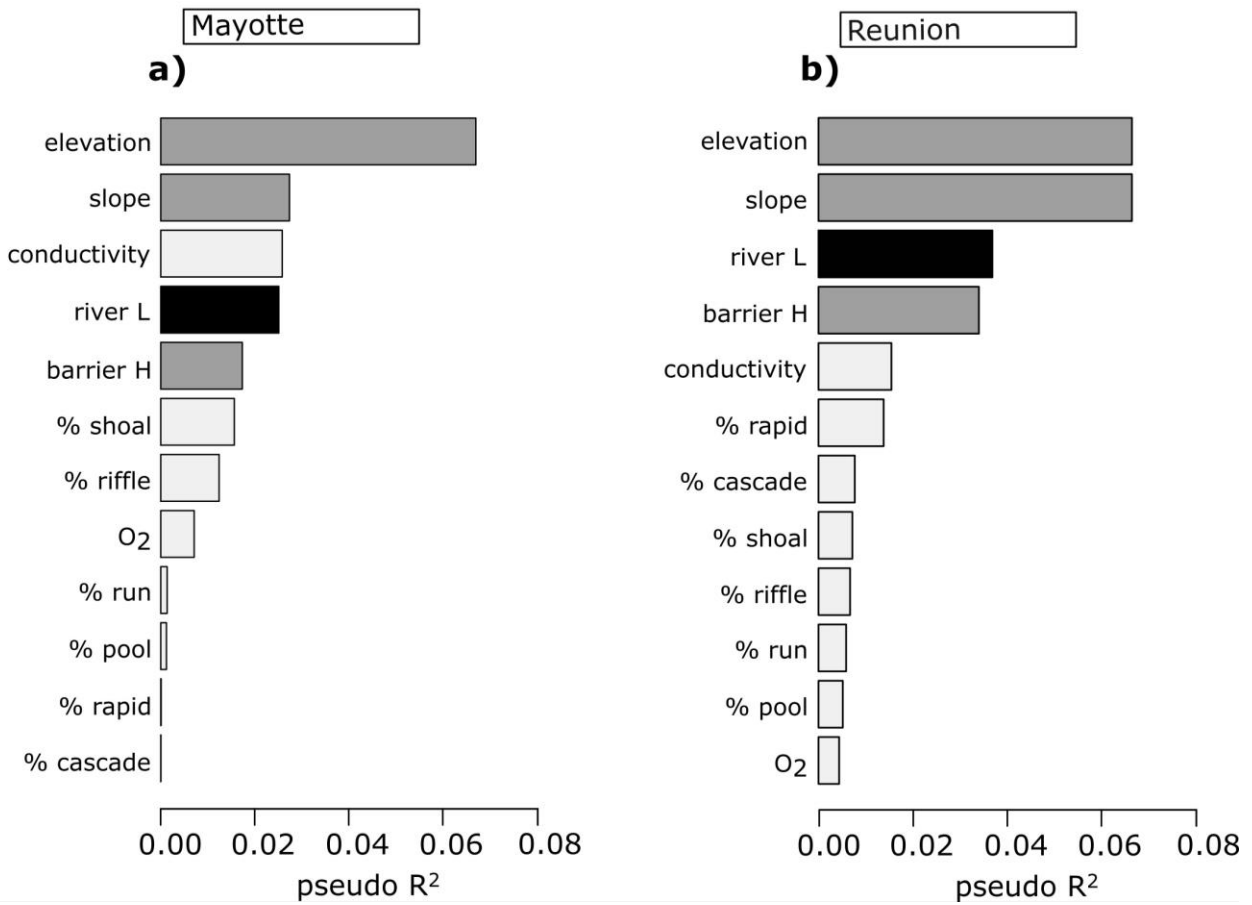 Mayotte
a)
elevation
slope
conductivity
river L
barrier H
% shoal
% riffle
O2
% run
% pool
% rapid
% cascade
0.00 0.02 0.04 0.06 0.08
pseudo R²
Reunion
b)
elevation
slope
river L
barrier H
conductivity
% rapid
% cascade
% shoal
% riffle
% run
% pool
O2
0.00 0.02 0.04 0.06 0.08
pseudo R²